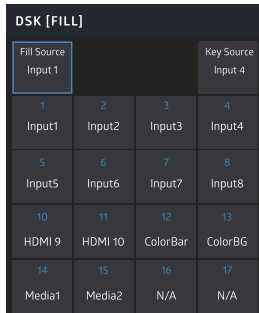 DSK [FILL]
Fill Source Key Source
Input 1 Input 4
1 2 3 4
Input1 Input2 Input3 Input4
5 6 7 8
Input5 Input6 Input7 Input8
10 11 12 13
HDMI 9 HDMI 10 ColorBar ColorBG
14 15 16 17
Media1 Media2 N/A N/A